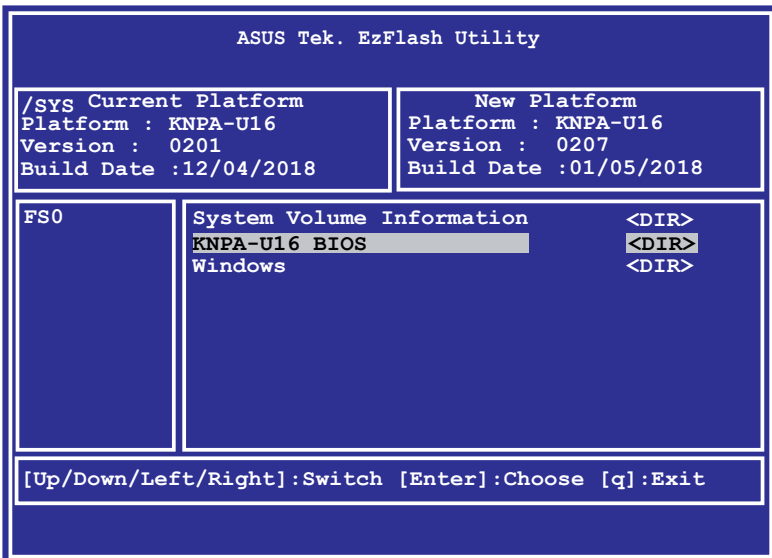 ASUS Tek. EzFlash Utility
/SYS Current Platform
Platform : KNPA-U16
Version : 0201
Build Date :12/04/2018
New Platform
Platform : KNPA-U16
Version : 0207
Build Date :01/05/2018
FS0
System Volume Information <DIR>
KNPA-U16 BIOS <DIR>
Windows <DIR>
[Up/Down/Left/Right]:Switch [Enter]:Choose [q]:Exit